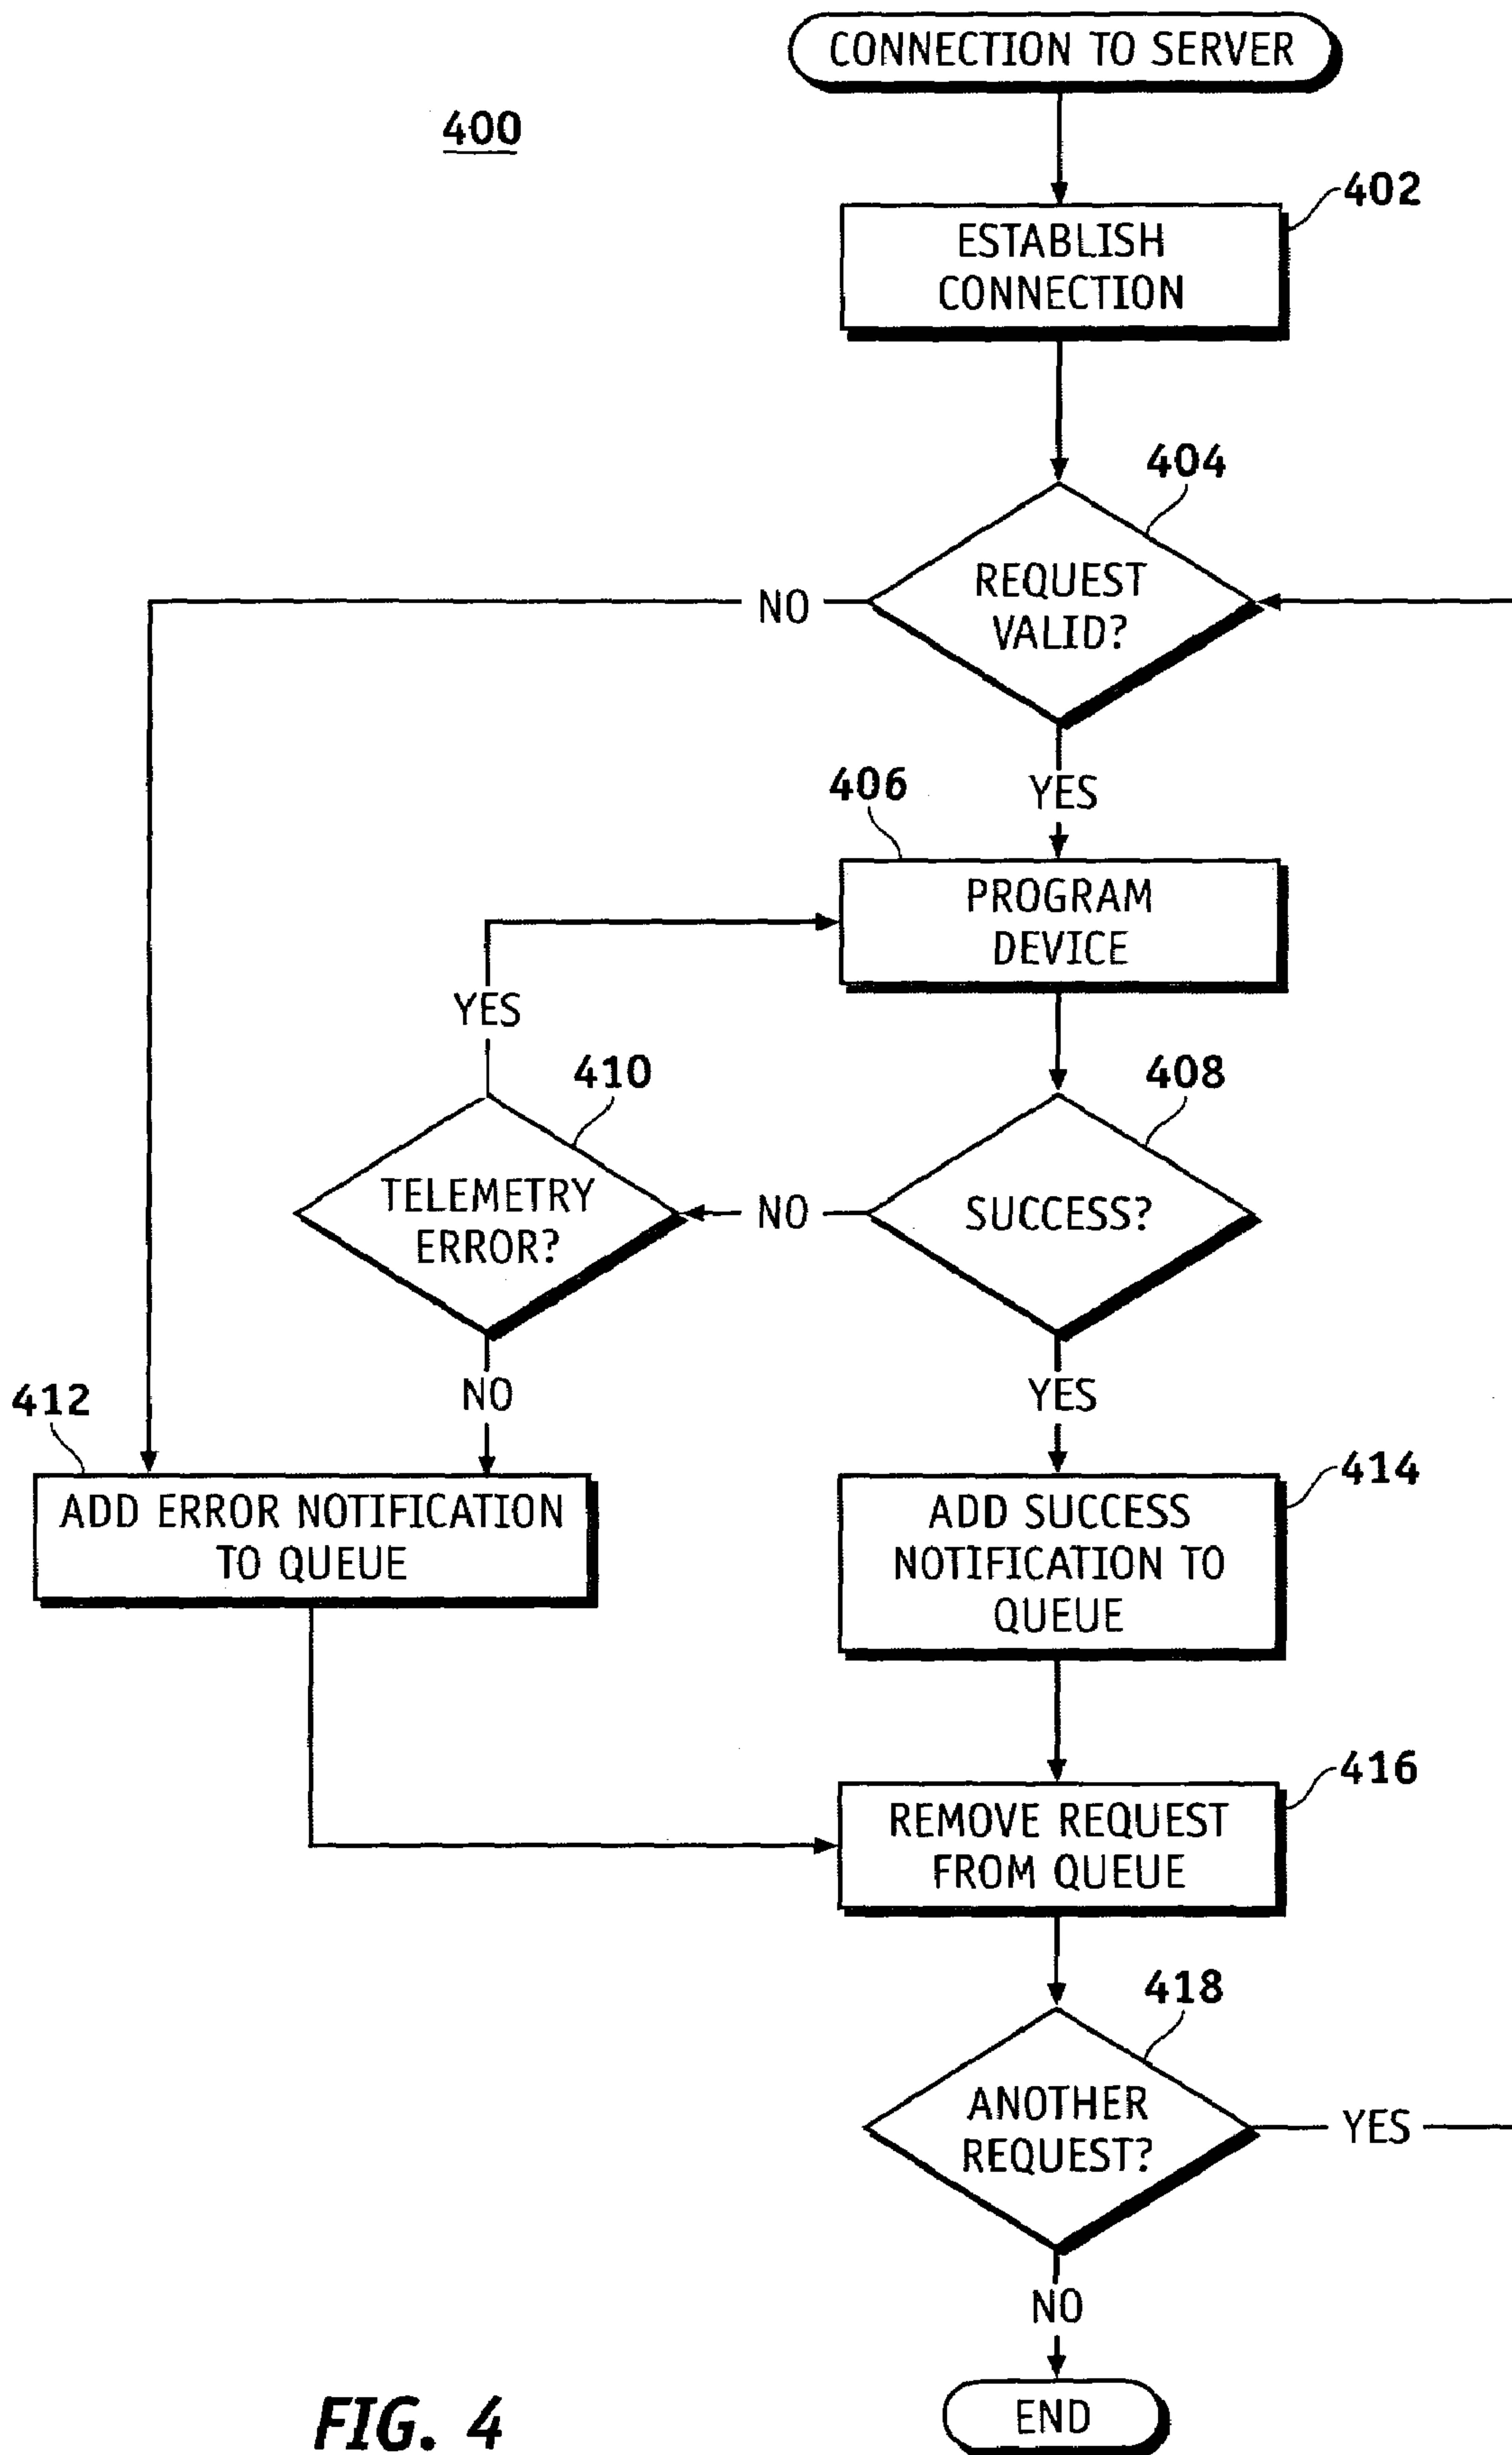 CONNECTION TO SERVER
400
402
ESTABLISH
CONNECTION
404
REQUEST
VALID?
NO
YES
406
PROGRAM
DEVICE
YES
410
408
TELEMETRY
ERROR?
NO
SUCCESS?
NO
YES
412
414
ADD ERROR NOTIFICATION
TO QUEUE
ADD SUCCESS
NOTIFICATION TO
QUEUE
416
REMOVE REQUEST
FROM QUEUE
418
ANOTHER
REQUEST?
YES
NO
END
FIG. 4